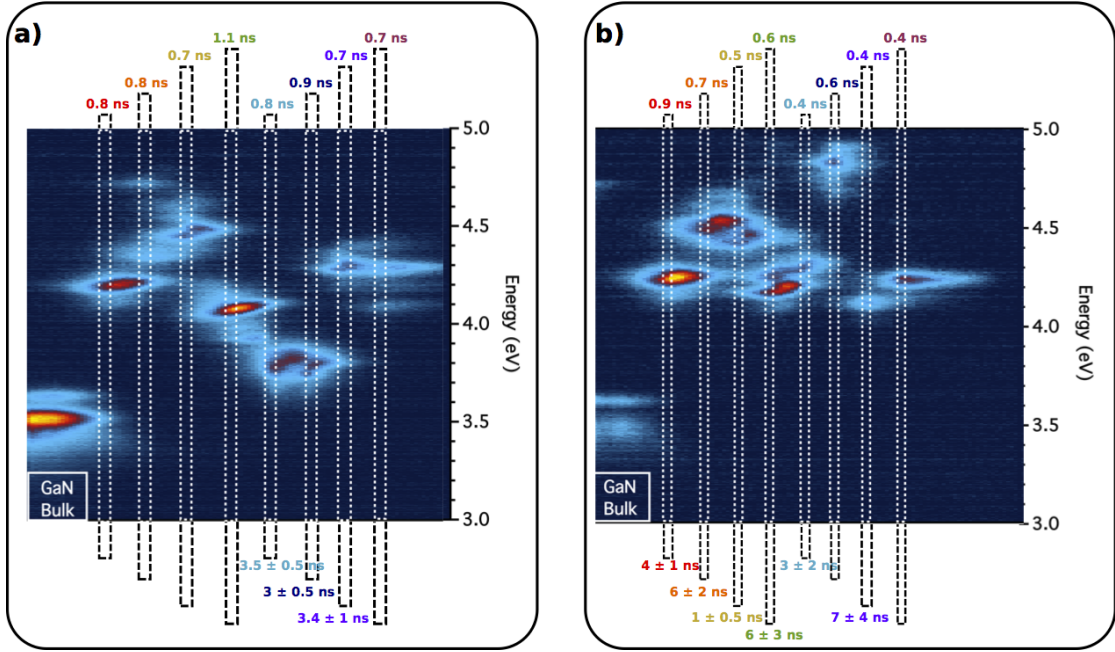 a)
1.1 ns
0.7 ns
0.7 ns
0.7 ns
0.8 ns
0.9 ns
0.8 ns
0.8 ns
5.0
4.5
4.0
3.5
3.0
Energy (eV)
GaN
Bulk
3.5 ± 0.5 ns
3 ± 0.5 ns
3.4 ± 1 ns
b)
0.6 ns
0.4 ns
0.5 ns
0.4 ns
0.7 ns
0.6 ns
0.9 ns
0.4 ns
5.0
4.5
4.0
3.5
3.0
Energy (eV)
GaN
Bulk
4 ± 1 ns
3 ± 2 ns
6 ± 2 ns
1 ± 0.5 ns
7 ± 4 ns
6 ± 3 ns